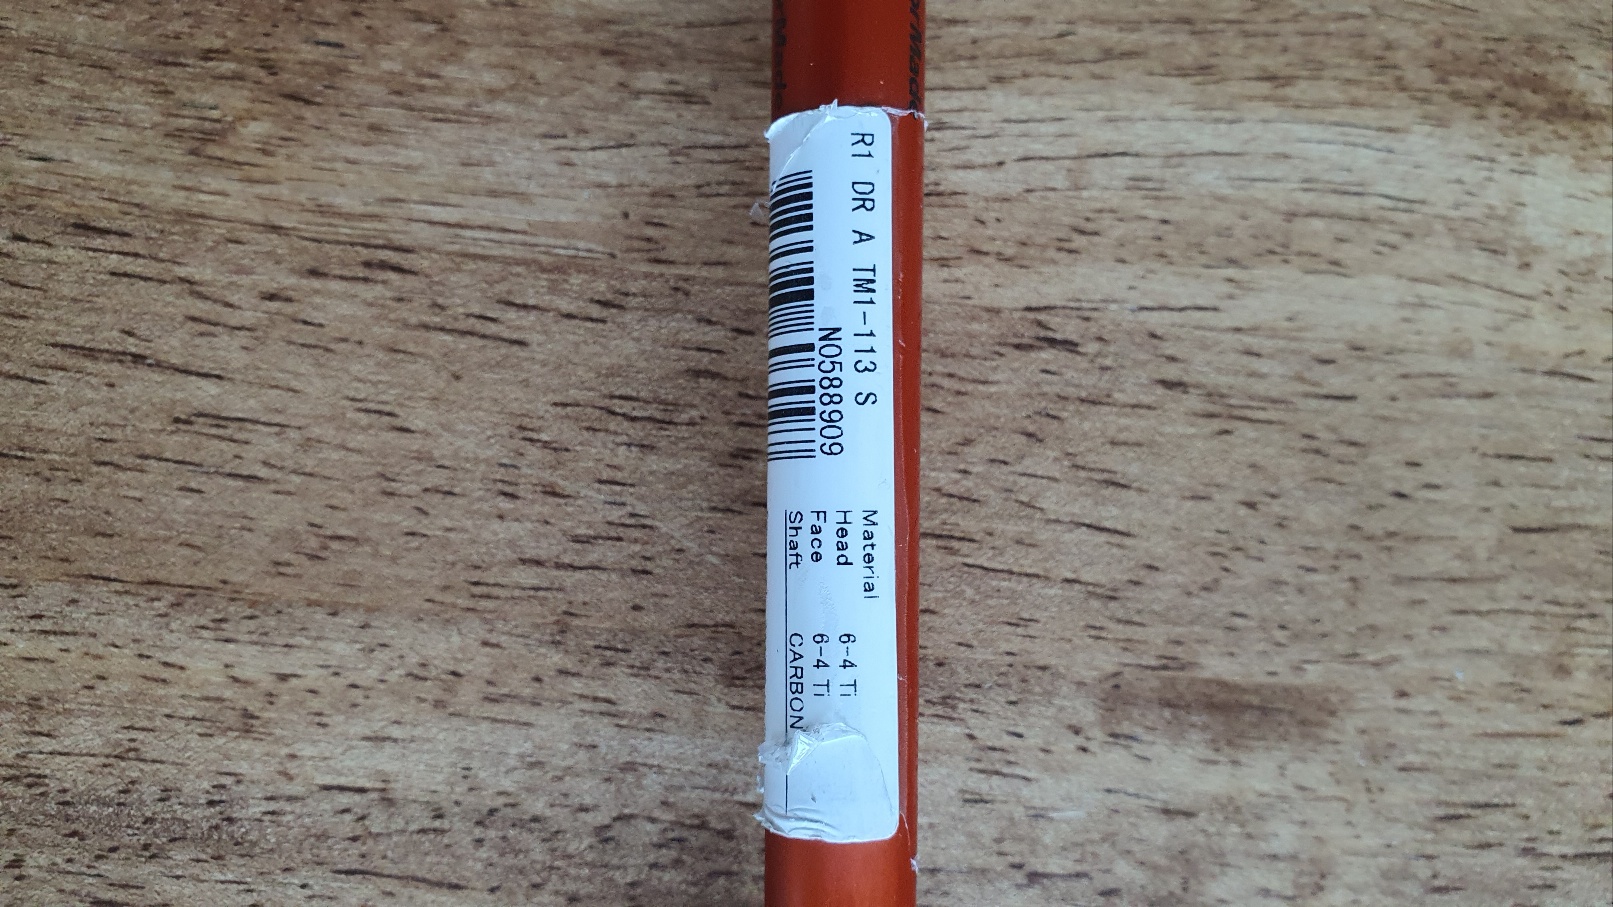 R1 DR A TM1-113 S
N0588909
Material
Head 6-4 Ti
Face 6-4 Ti
Shaft CARBON